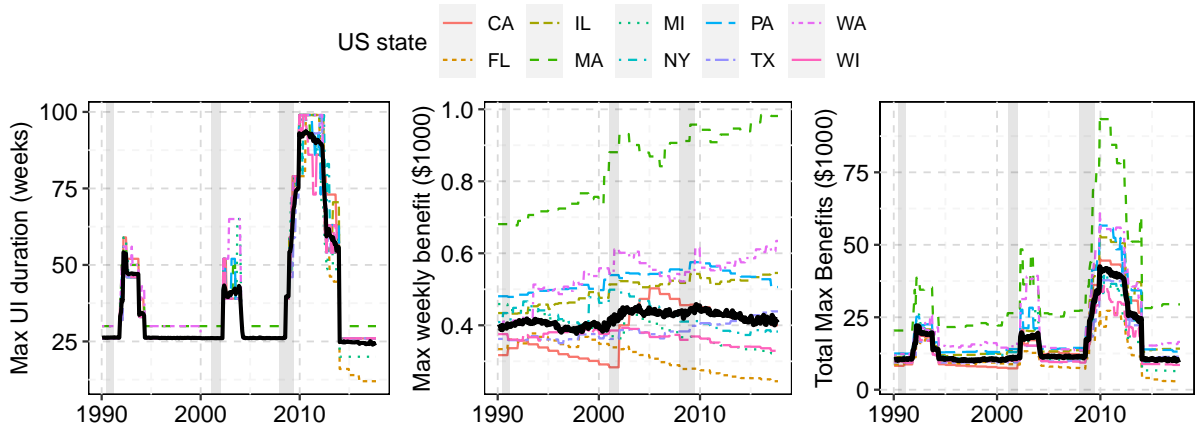 US state
CA IL MI PA WA
FL MA NY TX WI
Max UI duration (weeks)
100
75
50
25
1990 2000 2010
Max weekly benefit ($1000)
1.0
0.8
0.6
0.4
1990 2000 2010
Total Max Benefits ($1000)
75
50
25
0
1990 2000 2010